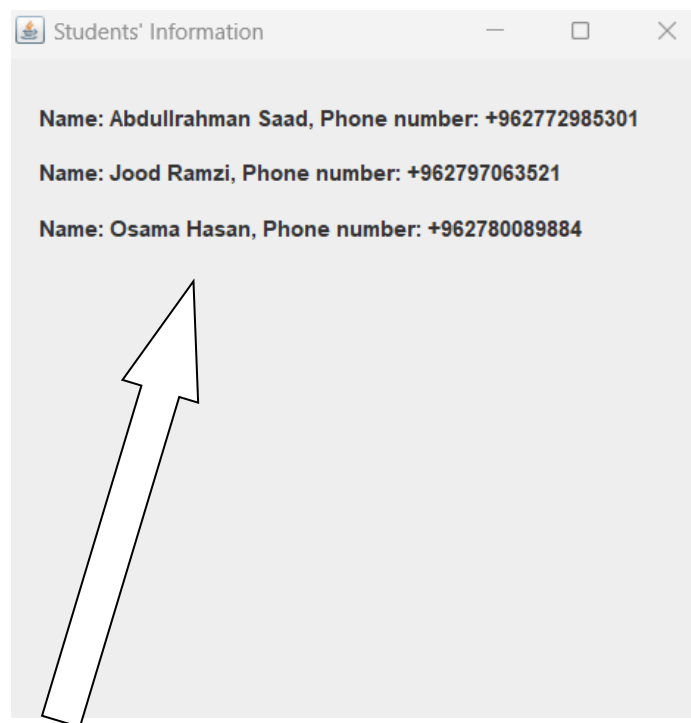 Students' Information
Name: Abdullrahman Saad, Phone number: +962772985301
Name: Jood Ramzi, Phone number: +962797063521
Name: Osama Hasan, Phone number: +962780089884